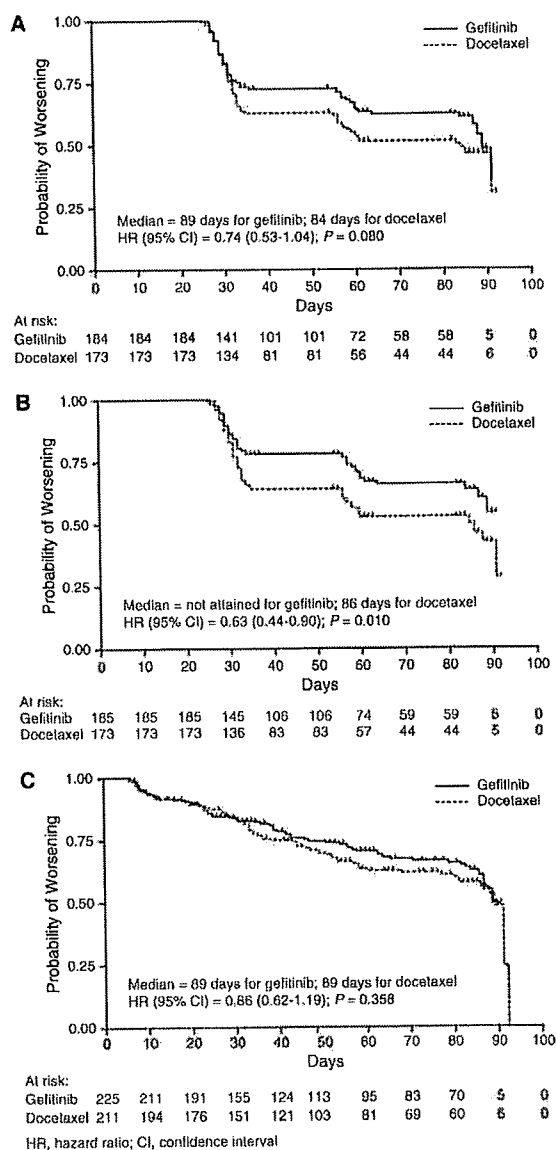 A
Gefitinib
Docetaxel
1.00
0.75
0.50
0.25
0.00
Probability of Worsening
Median = 89 days for gefitinib; 84 days for docetaxel
HR (95% CI) = 0.74 (0.53-1.04); P = 0.080
0 10 20 30 40 50 60 70 80 90 100
Days
At risk:
Gefitinib 184 184 184 141 101 101 72 58 58 5 0
Docetaxel 173 173 173 134 81 81 56 44 44 6 0
B
Gefitinib
Docetaxel
1.00
0.75
0.50
0.25
0.00
Probability of Worsening
Median = not attained for gefitinib; 86 days for docetaxel
HR (95% CI) = 0.63 (0.44-0.90); P = 0.010
0 10 20 30 40 50 60 70 80 90 100
Days
At risk:
Gefitinib 185 185 185 145 106 106 74 59 59 6 0
Docetaxel 173 173 173 136 83 83 57 44 44 5 0
C
Gefitinib
Docetaxel
1.00
0.75
0.50
0.25
0.00
Probability of Worsening
Median = 89 days for gefitinib; 89 days for docetaxel
HR (95% CI) = 0.86 (0.62-1.19); P = 0.358
0 10 20 30 40 50 60 70 80 90 100
Days
At risk:
Gefitinib 225 211 191 155 124 113 95 83 70 5 0
Docetaxel 211 194 176 151 121 103 81 69 60 6 0
HR, hazard ratio; CI, confidence interval